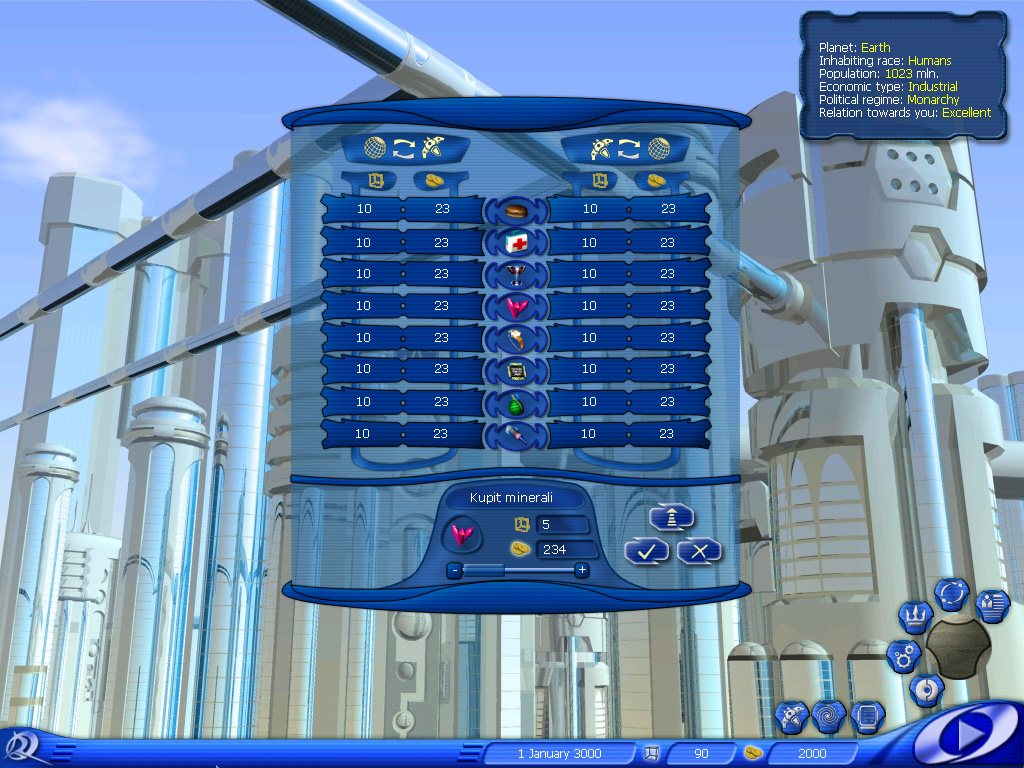 Planet: Earth
Inhabiting race: Humans
Population: 1023 mln.
Economic type: Industrial
Political regime: Monarchy
Relation towards you: Excellent
10 : 23 10 : 23
10 : 23 10 : 23
10 : 23 10 : 23
10 : 23 10 : 23
10 : 23 10 : 23
10 : 23 10 : 23
10 : 23 10 : 23
10 : 23 10 : 23
Kupit minerali
5
234
- +
1 January 3000 90 2000